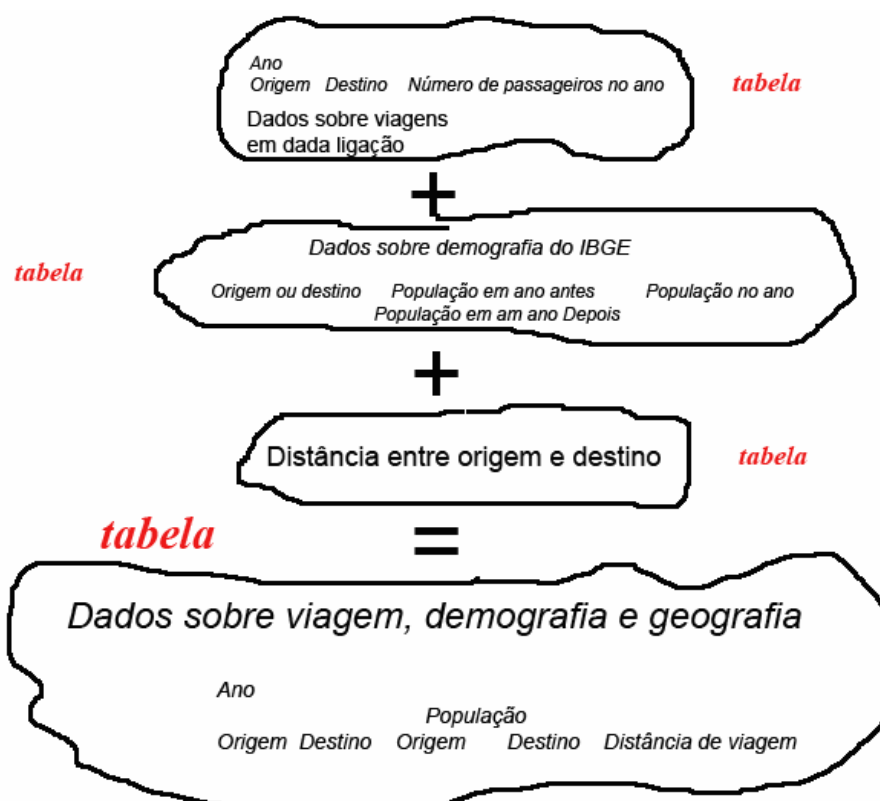 Ano
Origem Destino Número de passageiros no ano
tabela
Dados sobre viagens
em dada ligação
+
Dados sobre demografia do IBGE
tabela
Origem ou destino População em ano antes População no ano
População em am ano Depois
+
Distância entre origem e destino
tabela
tabela
=
Dados sobre viagem, demografia e geografia
Ano
População
Origem Destino Origem Destino Distância de viagem